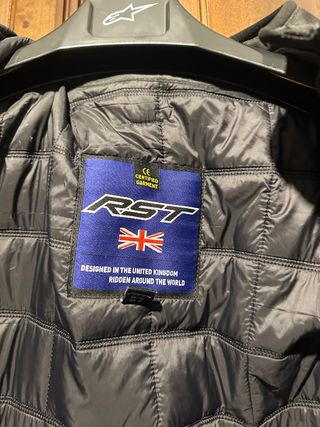 CE
CERTIFIED
GARMENT
RST
DESIGNED IN THE UNITED KINGDOM
RIDDEN AROUND THE WORLD